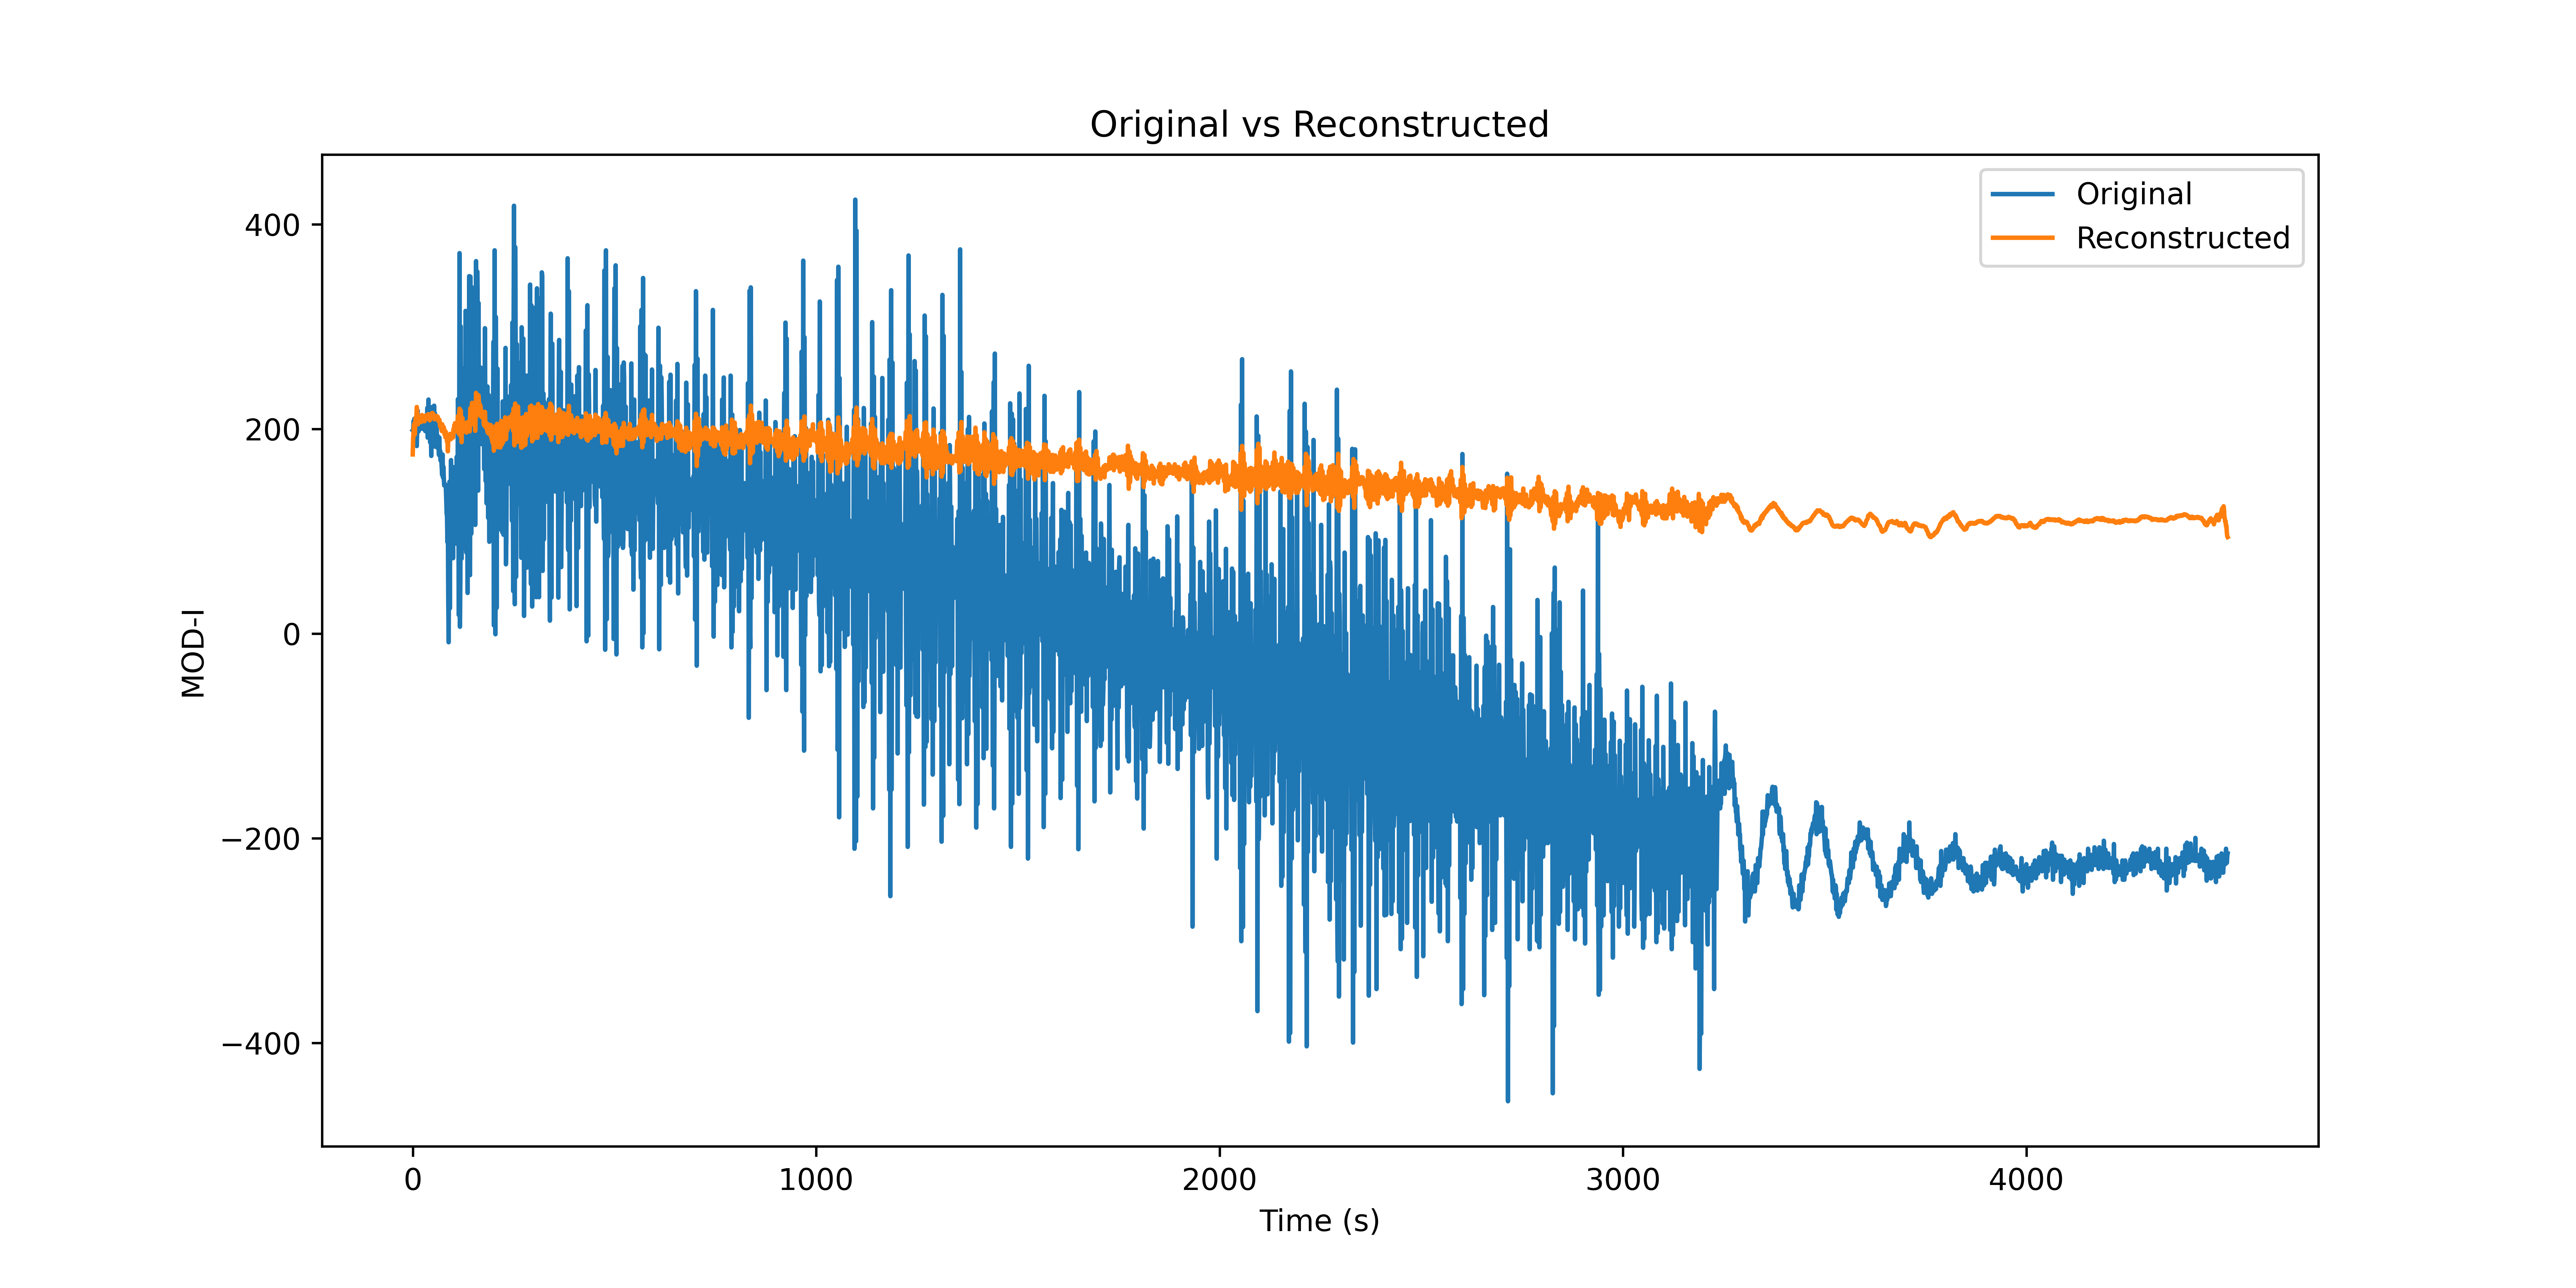 Original vs Reconstructed
Original
Reconstructed
400
200
0
−200
−400
MOD-I
0
1000
2000
3000
4000
Time (s)